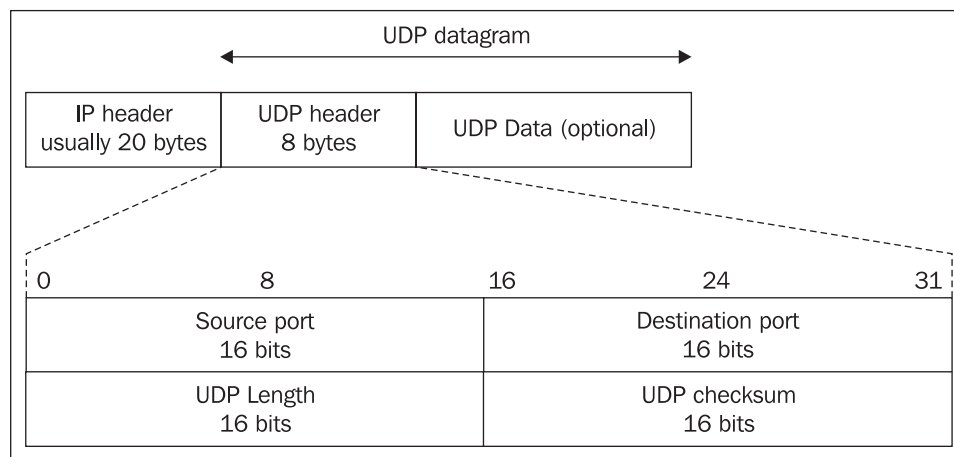 UDP datagram
IP header
usually 20 bytes
UDP header
8 bytes
UDP Data (optional)
0 8 16 24 31
Source port
16 bits
Destination port
16 bits
UDP Length
16 bits
UDP checksum
16 bits